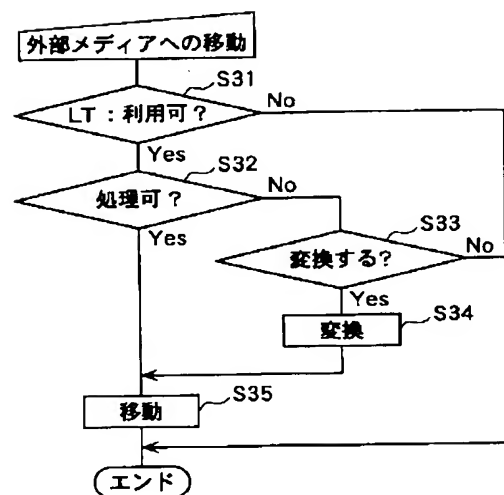 外部メディアへの移動
S31
LT：利用可？
No
Yes
S32
処理可？
No
Yes
S33
変換する？
No
Yes
S34
変換
S35
移動
エンド